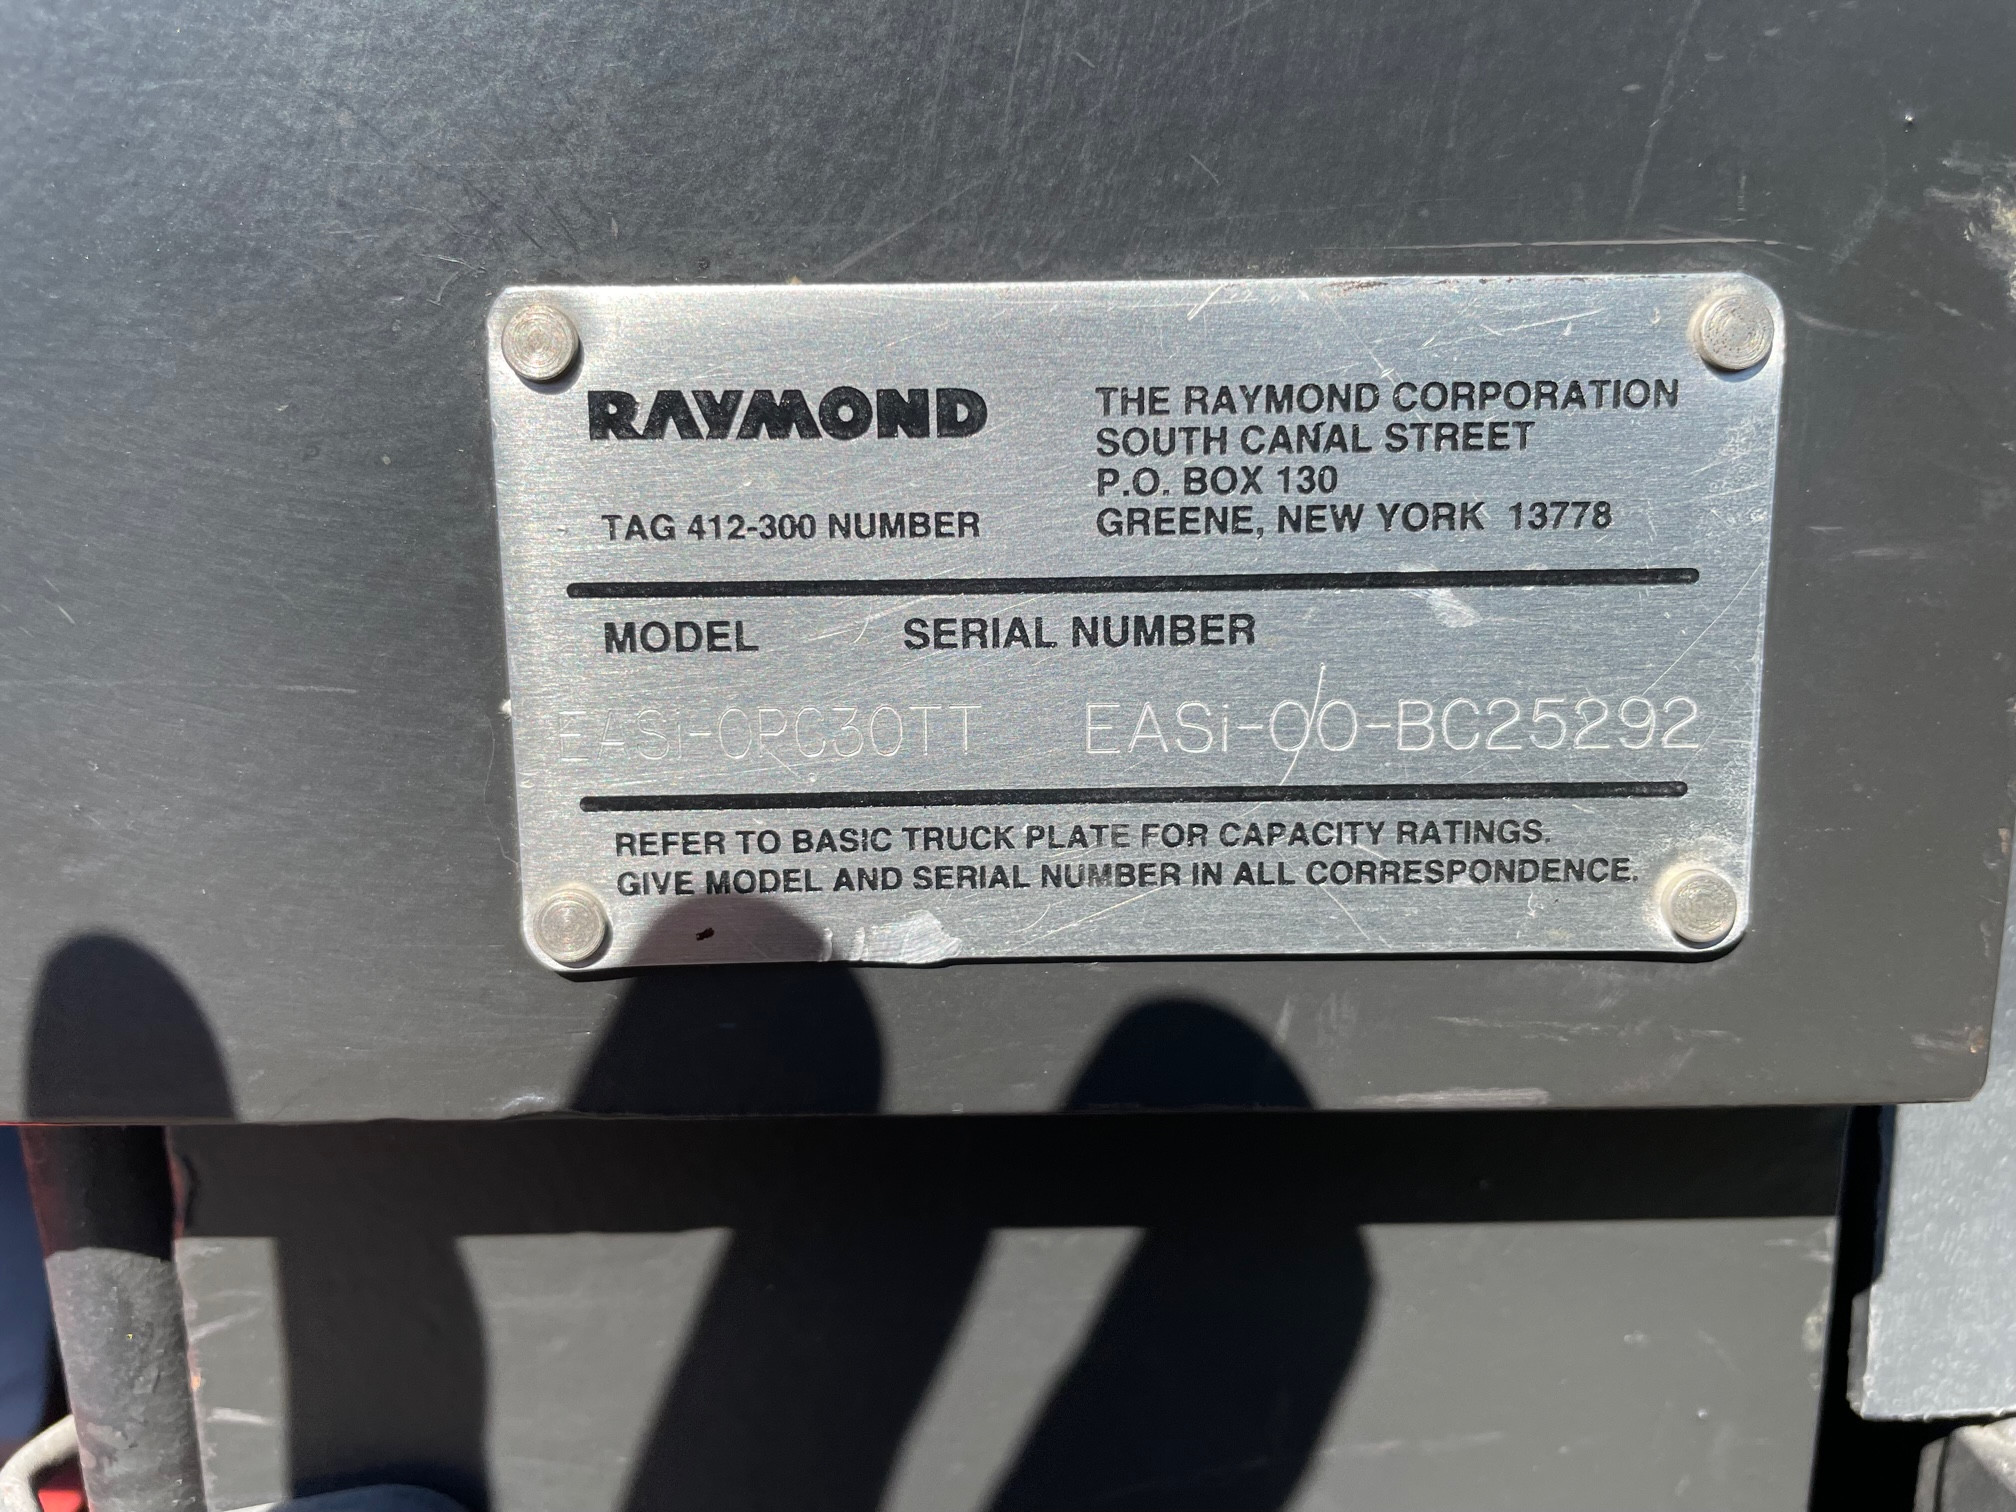 RAYMOND
THE RAYMOND CORPORATION
SOUTH CANAL STREET
P.O. BOX 130
GREENE, NEW YORK 13778
TAG 412-300 NUMBER
MODEL SERIAL NUMBER
EASi-OPC30TT EASi-00-BC25292
REFER TO BASIC TRUCK PLATE FOR CAPACITY RATINGS.
GIVE MODEL AND SERIAL NUMBER IN ALL CORRESPONDENCE.